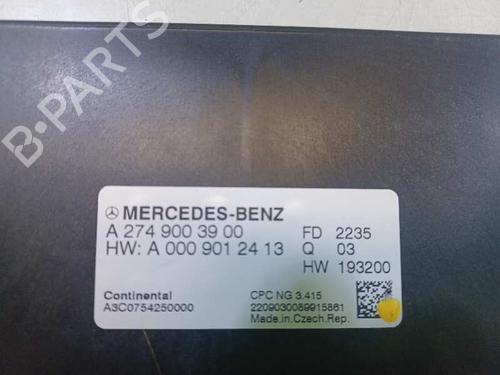 B-PARTS
MERCEDES-BENZ
A 274 900 39 00 FD 2235
HW: A 000 901 24 13 Q 03
HW 193200
Continental CPC NG 3.415
A3C0754250000 2209030089915861
Made.in.Czech.Rep.